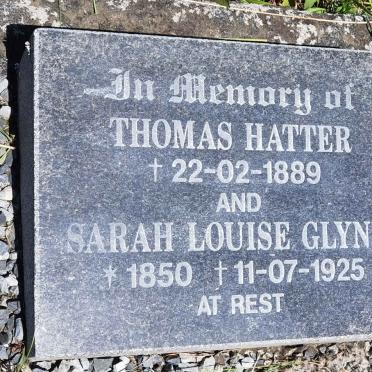 In Memory of
THOMAS HATTER
† 22-02-1889
AND
SARAH LOUISE GLYN
* 1850 † 11-07-1925
AT REST